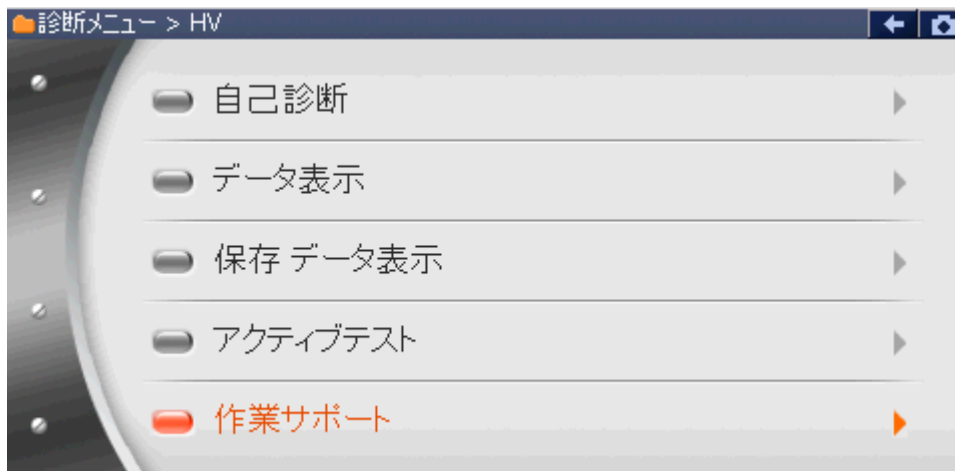 診断メニュー > HV
自己診断
データ表示
保存 データ表示
アクティブテスト
作業サポート